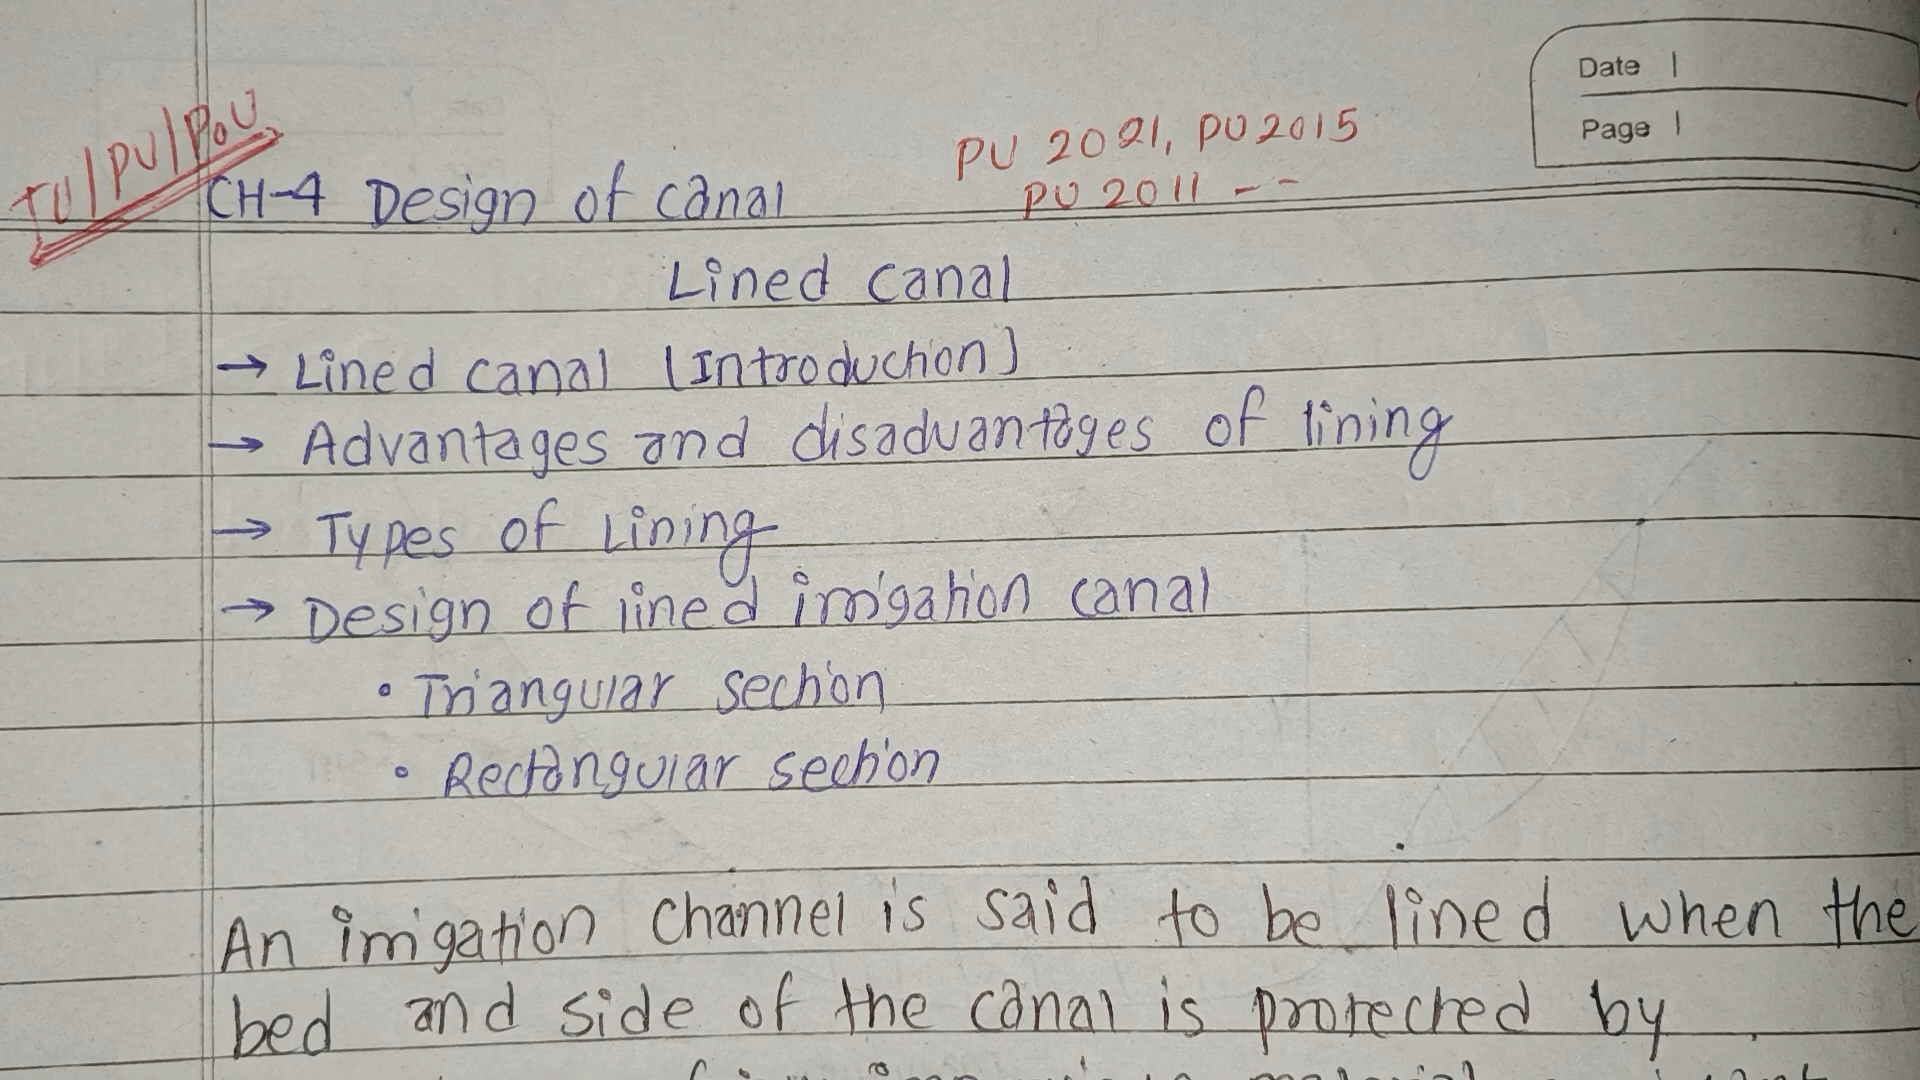 Date
Page
TU/PU/PoU
PU 2021, PU 2015
PU 2011 --
CH-4 Design of canal
Lined canal
→ Lined canal (Introduction)
→ Advantages and disadvantages of lining
→ Types of Lining
→ Design of lined irrigation canal
• Triangular section
• Rectangular section
An irrigation channel is said to be lined when the
bed and side of the canal is protected by